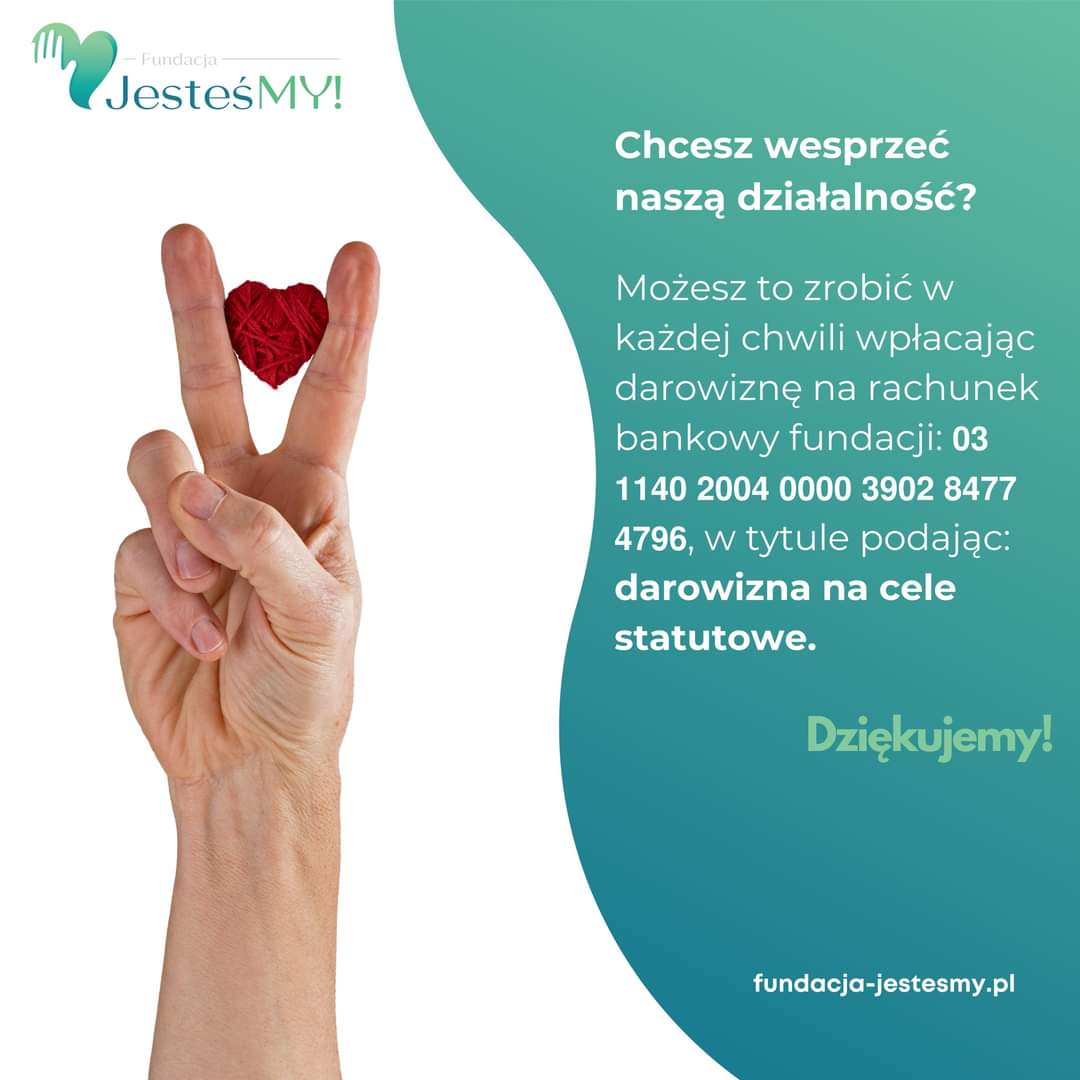 Fundacja
JesteśMY!
Chcesz wesprzeć
naszą działalność?
Możesz to zrobić w
każdej chwili wpłacając
darowiznę na rachunek
bankowy fundacji: 03
1140 2004 0000 3902 8477
4796, w tytule podając:
darowizna na cele
statutowe.
Dziękujemy!
fundacja-jestesmy.pl